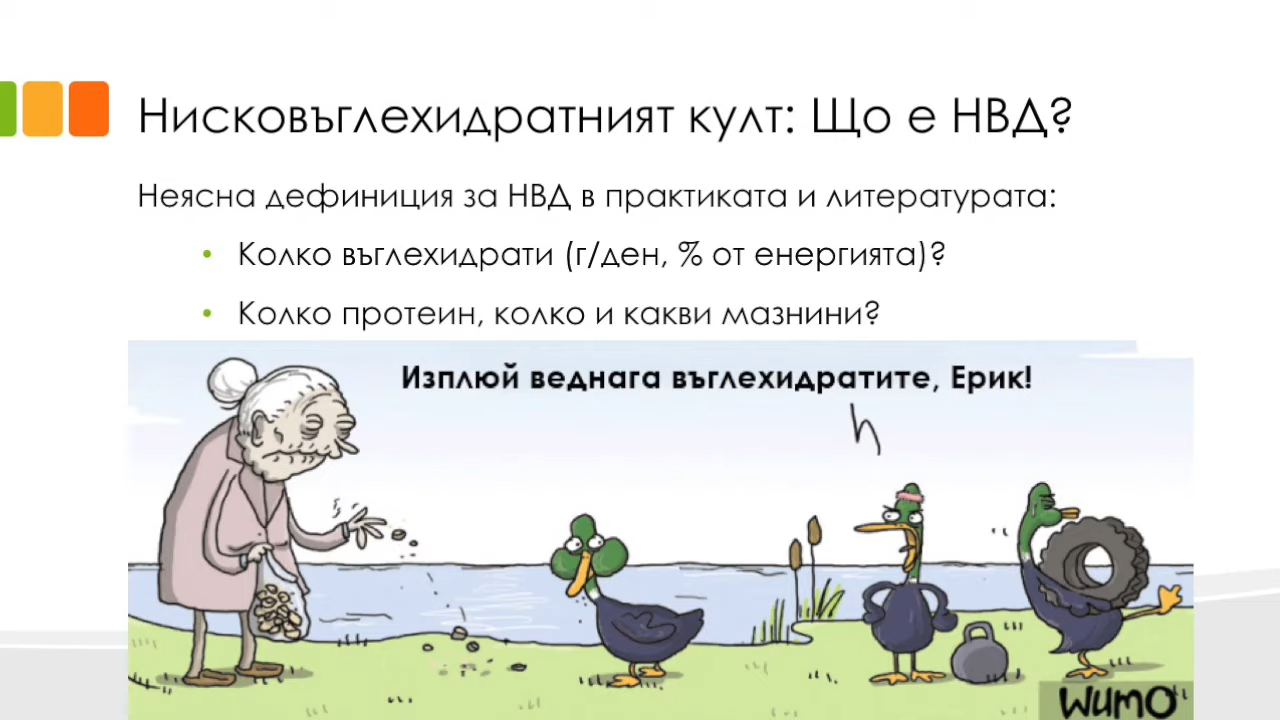 Нисковъглехидратният култ: Що е НВД?
Неясна дефиниция за НВД в практиката и литературата:
• Колко въглехидрати (г/ден, % от енергията)?
• Колко протеин, колко и какви мазнини?
Изплюй веднага въглехидратите, Ерик!
WUMO